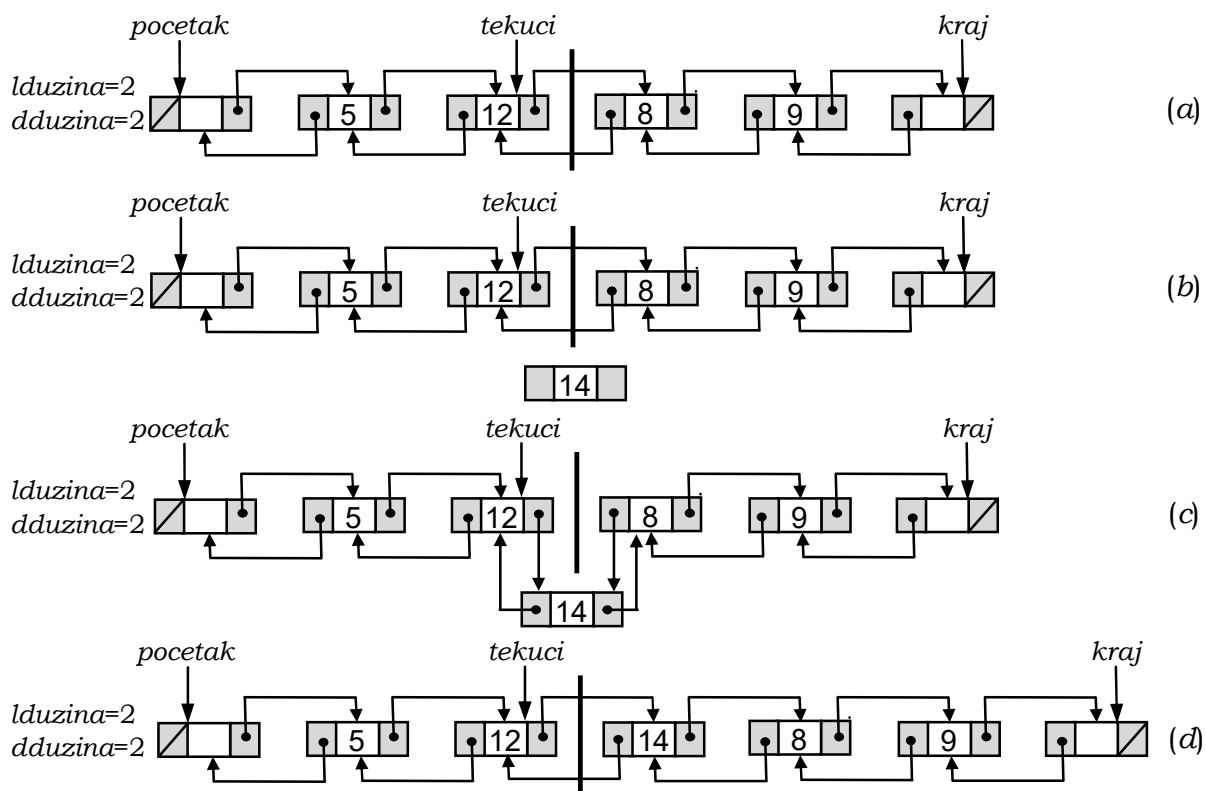 pocetak tekuci kraj
lduzina=2
dduzina=2 5 12 8 9 (a)
pocetak tekuci kraj
lduzina=2
dduzina=2 5 12 8 9 (b)
14
pocetak tekuci kraj
lduzina=2
dduzina=2 5 12 8 9 (c)
14
pocetak tekuci kraj
lduzina=2
dduzina=2 5 12 14 8 9 (d)